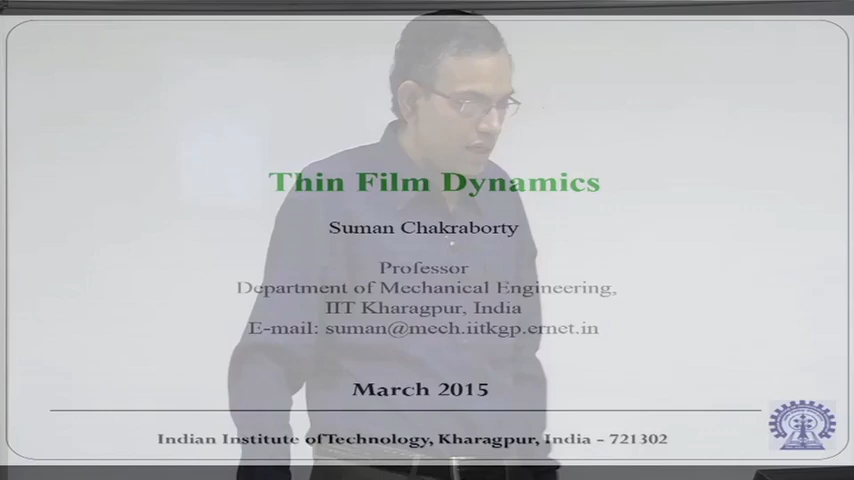 Thin Film Dynamics
Suman Chakraborty
Professor
Department of Mechanical Engineering,
IIT Kharagpur, India
E-mail: suman@mech.iitkgp.ernet.in
March 2015
Indian Institute of Technology, Kharagpur, India - 721302